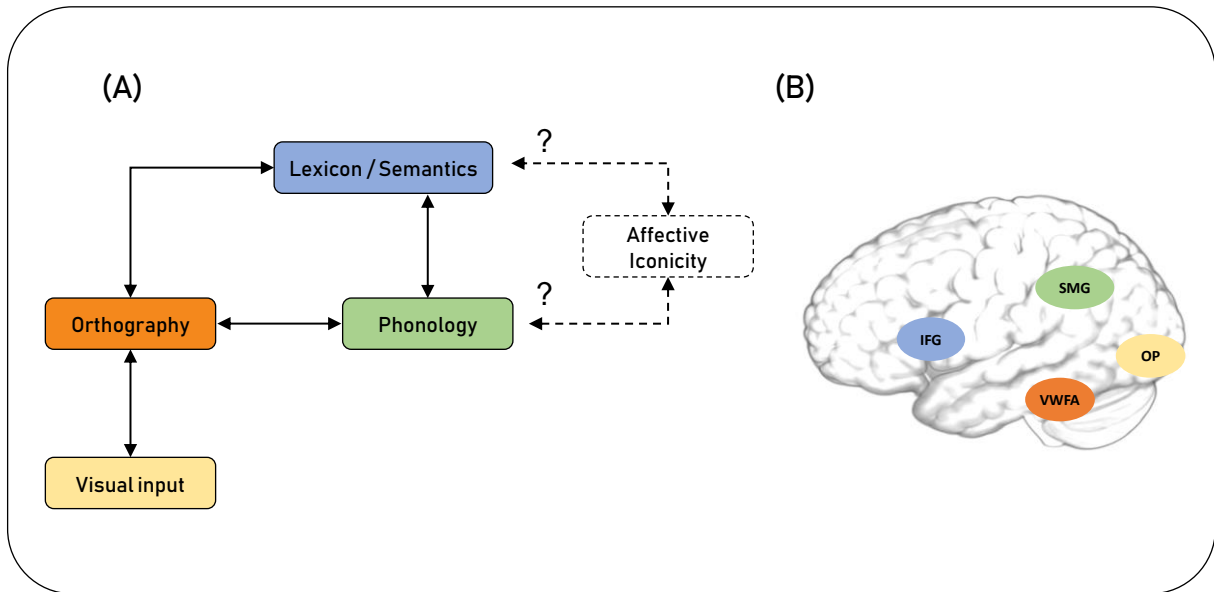 (A)
Lexicon / Semantics
?
Affective
Iconicity
Orthography
Phonology
?
Visual input
(B)
SMG
IFG
OP
VWFA